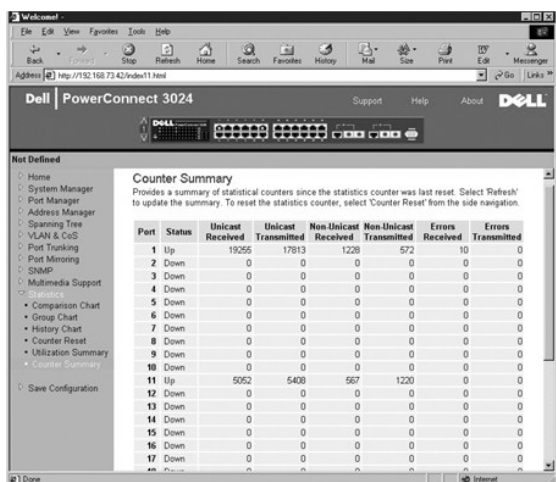 Welcome! -
File Edit View Favorites Tools Help
Back Forward Stop Refresh Home Search Favorites History Mail Size Print Edit Messenger
Address http://192.168.73.42/index11.html Go Links »
Dell PowerConnect 3024 Support Help About DELL
DELL
Not Defined
Home
System Manager
Port Manager
Address Manager
Spanning Tree
VLAN & CoS
Port Trunking
Port Mirroring
SNMP
Multimedia Support
Statistics
Comparison Chart
Group Chart
History Chart
Counter Reset
Utilization Summary
Counter Summary
Save Configuration
Counter Summary
Provides a summary of statistical counters since the statistics counter was last reset. Select 'Refresh'
to update the summary. To reset the statistics counter, select 'Counter Reset' from the side navigation.
Port Status Unicast Received Unicast Transmitted Non-Unicast Received Non-Unicast Transmitted Errors Received Errors Transmitted
1 Up 19255 17813 1228 572 10 0
2 Down 0 0 0 0 0 0
3 Down 0 0 0 0 0 0
4 Down 0 0 0 0 0 0
5 Down 0 0 0 0 0 0
6 Down 0 0 0 0 0 0
7 Down 0 0 0 0 0 0
8 Down 0 0 0 0 0 0
9 Down 0 0 0 0 0 0
10 Down 0 0 0 0 0 0
11 Up 5052 5408 567 1220 0 0
12 Down 0 0 0 0 0 0
13 Down 0 0 0 0 0 0
14 Down 0 0 0 0 0 0
15 Down 0 0 0 0 0 0
16 Down 0 0 0 0 0 0
17 Down 0 0 0 0 0 0
Done Internet